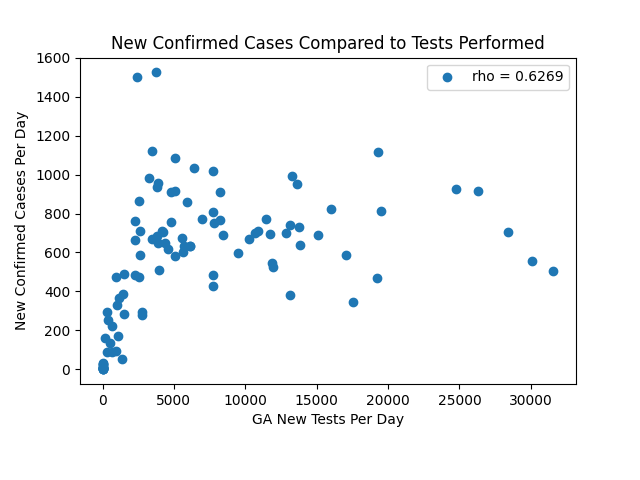 New Confirmed Cases Compared to Tests Performed
rho = 0.6269
1600
1400
1200
1000
800
600
400
200
0
New Confirmed Caeses Per Day
0 5000 10000 15000 20000 25000 30000
GA New Tests Per Day